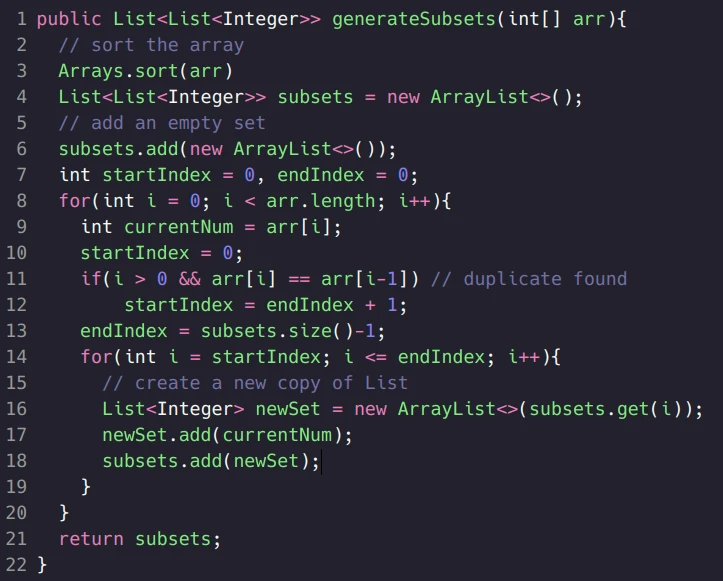 1 public List<List<Integer>> generateSubsets(int[] arr){
2 // sort the array
3 Arrays.sort(arr)
4 List<List<Integer>> subsets = new ArrayList<>();
5 // add an empty set
6 subsets.add(new ArrayList<>());
7 int startIndex = 0, endIndex = 0;
8 for(int i = 0; i < arr.length; i++){
9 int currentNum = arr[i];
10 startIndex = 0;
11 if(i > 0 && arr[i] == arr[i-1]) // duplicate found
12 startIndex = endIndex + 1;
13 endIndex = subsets.size()-1;
14 for(int i = startIndex; i <= endIndex; i++){
15 // create a new copy of List
16 List<Integer> newSet = new ArrayList<>(subsets.get(i));
17 newSet.add(currentNum);
18 subsets.add(newSet);
19 }
20 }
21 return subsets;
22 }